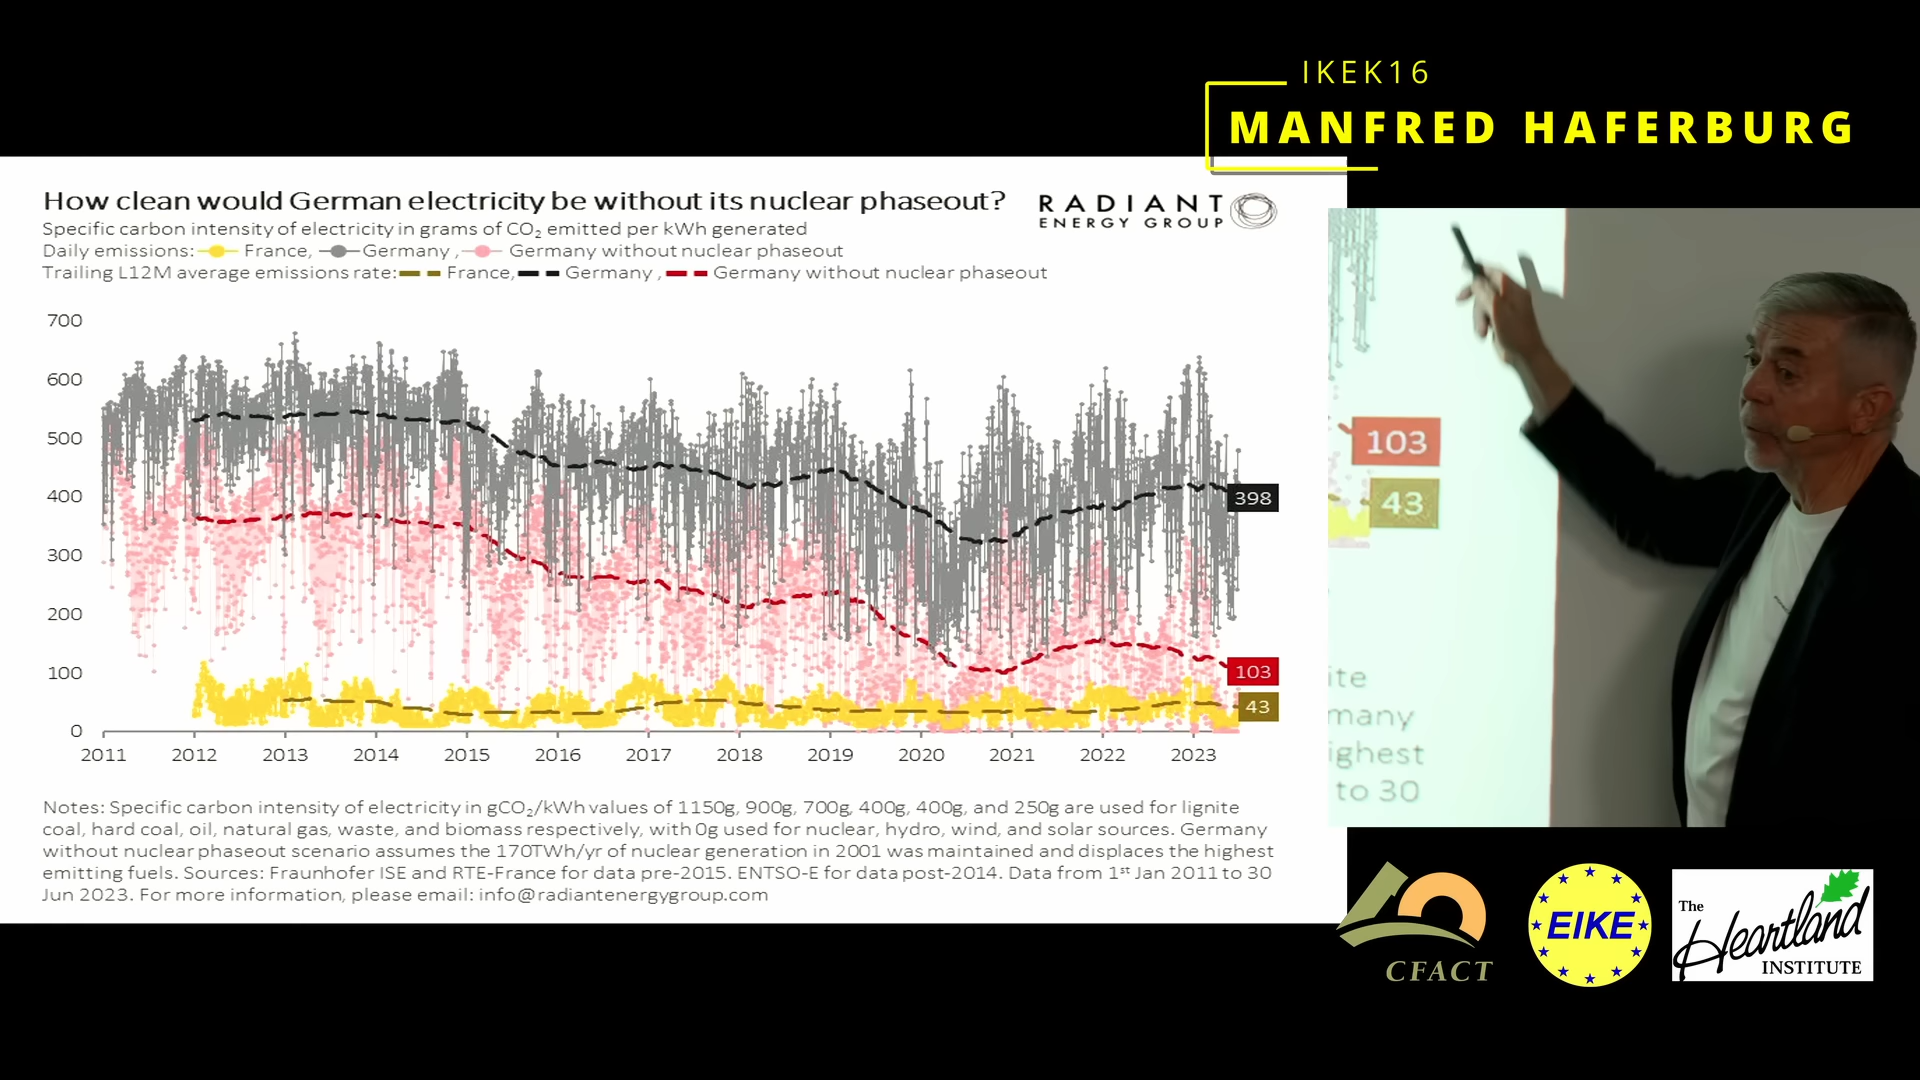 IKEK16
MANFRED HAFERBURG
How clean would German electricity be without its nuclear phaseout?
RADIANT
ENERGY GROUP
Specific carbon intensity of electricity in grams of CO₂ emitted per kWh generated
Daily emissions: France, Germany , Germany without nuclear phaseout
Trailing L12M average emissions rate: France, Germany , Germany without nuclear phaseout
700
600
500
400
300
200
100
0
398
103
43
2011 2012 2013 2014 2015 2016 2017 2018 2019 2020 2021 2022 2023
Notes: Specific carbon intensity of electricity in gCO₂/kWh values of 1150g, 900g, 700g, 400g, 400g, and 250g are used for lignite
coal, hard coal, oil, natural gas, waste, and biomass respectively, with 0g used for nuclear, hydro, wind, and solar sources. Germany
without nuclear phaseout scenario assumes the 170TWh/yr of nuclear generation in 2001 was maintained and displaces the highest
emitting fuels. Sources: Fraunhofer ISE and RTE-France for data pre-2015. ENTSO-E for data post-2014. Data from 1ˢᵗ Jan 2011 to 30
Jun 2023. For more information, please email: info@radiantenergygroup.com
103
43
ite
many
ighest
to 30
CFACT
EIKE
The
Heartland
INSTITUTE